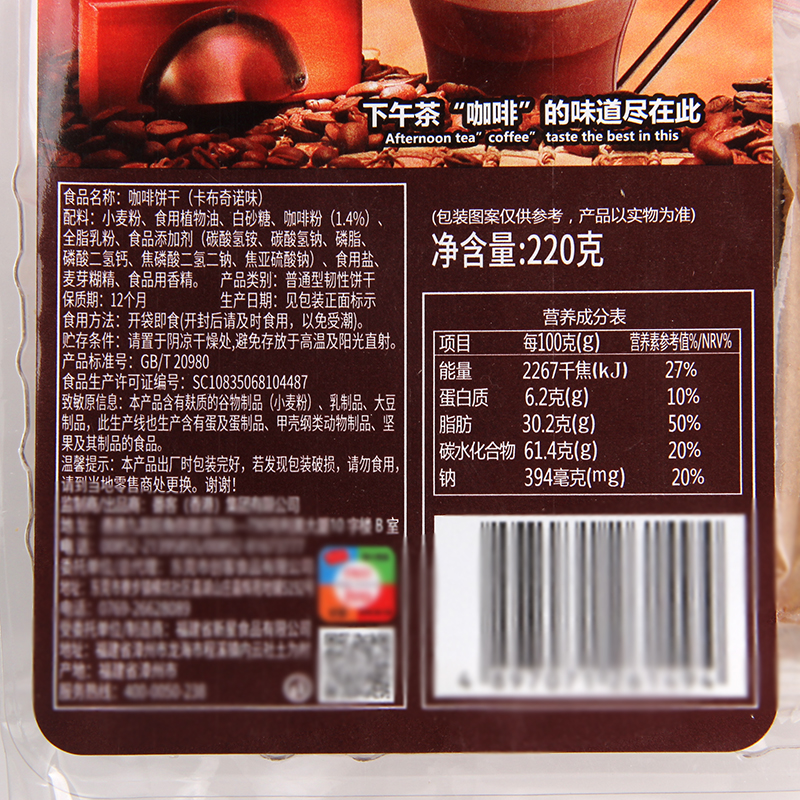 下午茶“咖啡”的味道尽在此
Afternoon tea" coffee" taste the best in this
食品名称：咖啡饼干（卡布奇诺味）
配料：小麦粉、食用植物油、白砂糖、咖啡粉（1.4%）、
全脂乳粉、食品添加剂（碳酸氢铵、碳酸氢钠、磷脂、
磷酸二氢钙、焦磷酸二氢二钠、焦亚硫酸钠）、食用盐、
麦芽糊精、食品用香精。 产品类别：普通型韧性饼干
保质期：12个月 生产日期：见包装正面标示
食用方法：开袋即食(开封后请及时食用，以免受潮)。
贮存条件：请置于阴凉干燥处,避免存放于高温及阳光直射。
产品标准号：GB/T 20980
食品生产许可证编号：SC10835068104487
致敏原信息：本产品含有麸质的谷物制品（小麦粉）、乳制品、大豆
制品，此生产线也生产含有蛋及蛋制品、甲壳纲类动物制品、坚
果及其制品的食品。
温馨提示：本产品出厂时包装完好，若发现包装破损，请勿食用，
请到当地零售商处更换。谢谢!
B 室
(包装图案仅供参考，产品以实物为准)
净含量:220克
营养成分表
项目 每100克(g) 营养素参考值%/NRV%
能量 2267千焦(kJ) 27%
蛋白质 6.2克(g) 10%
脂肪 30.2克(g) 50%
碳水化合物 61.4克(g) 20%
钠 394毫克(mg) 20%